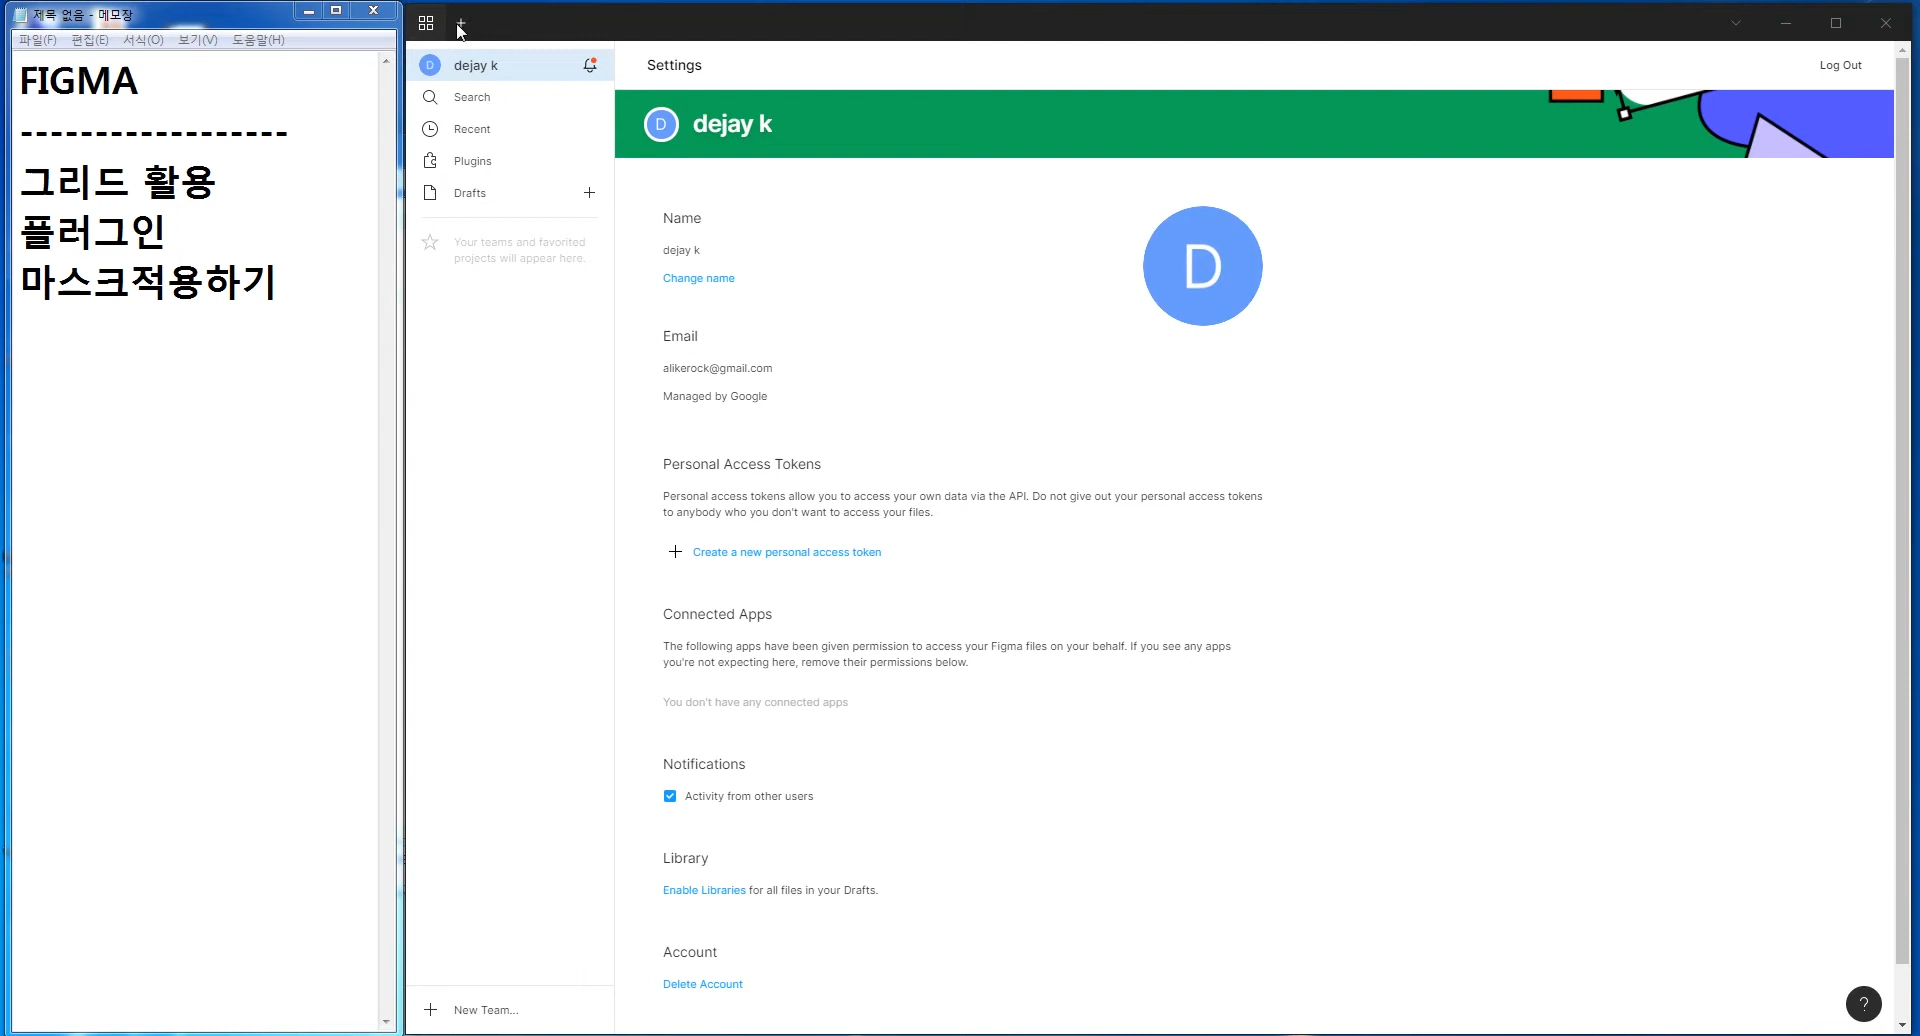 제목 없음 - 메모장
파일(F) 편집(E) 서식(O) 보기(V) 도움말(H)
FIGMA
------------------
그리드 활용
플러그인
마스크적용하기
D dejay k
Search
Recent
Plugins
Drafts
Your teams and favorited
projects will appear here.
New Team...
Settings
Log Out
D dejay k
Name
dejay k
Change name
D
Email
alikerock@gmail.com
Managed by Google
Personal Access Tokens
Personal access tokens allow you to access your own data via the API. Do not give out your personal access tokens
to anybody who you don't want to access your files.
Create a new personal access token
Connected Apps
The following apps have been given permission to access your Figma files on your behalf. If you see any apps
you're not expecting here, remove their permissions below.
You don't have any connected apps
Notifications
Activity from other users
Library
Enable Libraries for all files in your Drafts.
Account
Delete Account
?